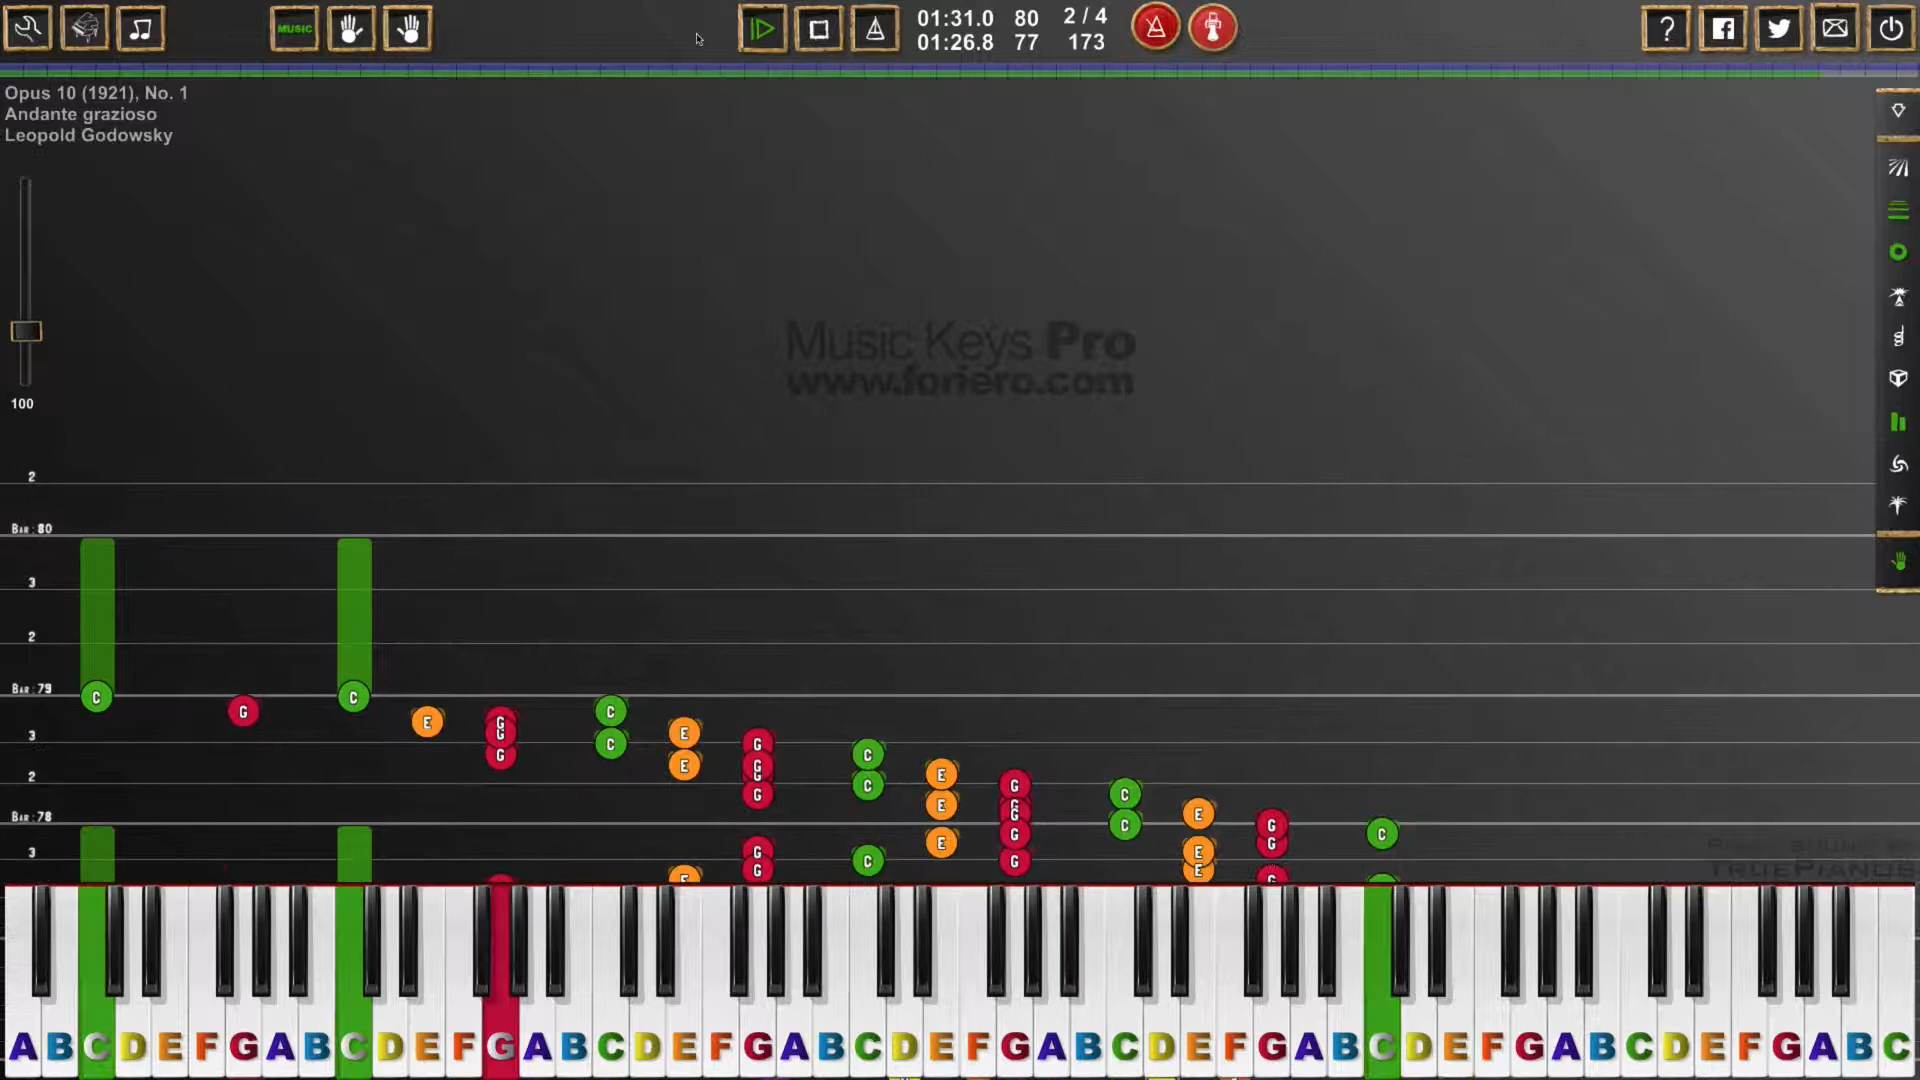 MUSIC
01:31.0 80 2 / 4
01:26.8 77 173
Opus 10 (1921), No. 1
Andante grazioso
Leopold Godowsky
Music Keys Pro
www.foriero.com
100
2
Bar: 80
3
2
Bar: 79
C G C
E G C
G E
3 G C E G
G E G C
2 C E G
G E G C
Bar: 78 G C E G G C
3 G C E G E G
E G E G
TRUEPIANOS
A B C D E F G A B C D E F G A B C D E F G A B C D E F G A B C D E F G A B C D E F G A B C D E F G A B C